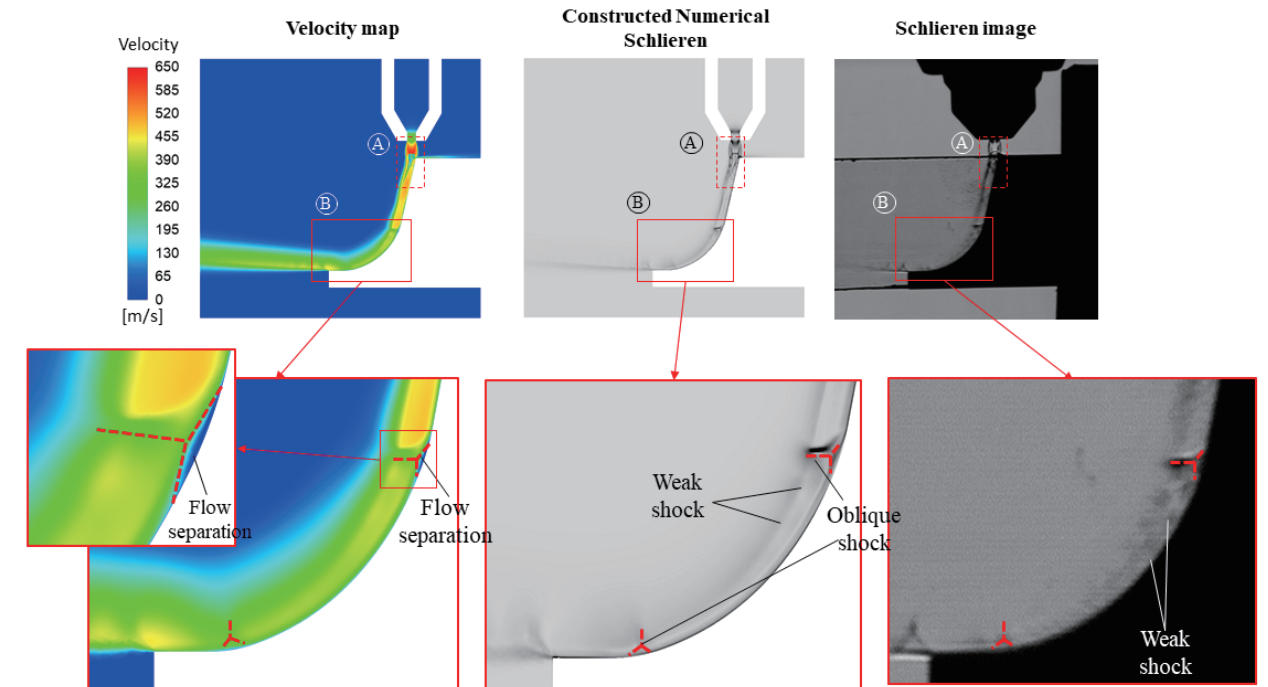 Velocity map
Constructed Numerical
Schlieren
Schlieren image
Velocity
650
585
520
455
390
325
260
195
130
65
0
[m/s]
A
B
A
B
A
B
Flow
separation
Flow
separation
Weak
shock
Oblique
shock
Weak
shock